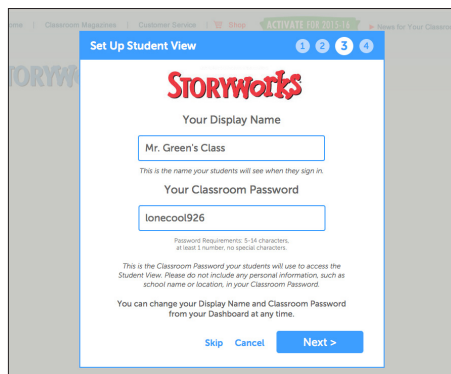 ome | Classroom Magazines | Customer Service | Shop ACTIVATE FOR 2015-16 ► News for Your Classroo
Set Up Student View 1 2 3 4
TORYW
STORYWORKS
Your Display Name
Mr. Green's Class
This is the name your students will see when they sign in.
Your Classroom Password
lonecool926
Password Requirements: 5-14 characters,
at least 1 number, no special characters.
This is the Classroom Password your students will use to access the
Student View. Please do not include any personal information, such as
school name or location, in your Classroom Password.
You can change your Display Name and Classroom Password
from your Dashboard at any time.
Skip Cancel Next >